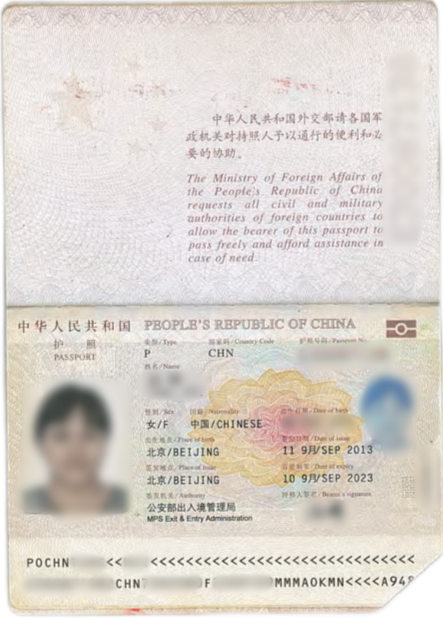 中华人民共和国外交部请各国军
政机关对持照人予以通行的便利和必
要的协助。
The Ministry of Foreign Affairs of
the People's Republic of China
requests all civil and military
authorities of foreign countries to
allow the bearer of this passport to
pass freely and afford assistance in
case of need.
中华人民共和国 PEOPLE'S REPUBLIC OF CHINA
护 照
PASSPORT
类型/Type 国家码/Country Code 护照号码/Passport No.
P CHN
姓名/Name
性别/Sex 国籍/Nationality 出生日期/Date of birth
女/F 中国/CHINESE
出生地点/Place of birth 签发日期/Date of issue
北京/BEIJING 11 9月/SEP 2013
签发地点/Place of issue 有效期至/Date of expiry
北京/BEIJING 10 9月/SEP 2023
签发机关/Authority 持照人签名/Bearer's signature
公安部出入境管理局
MPS Exit & Entry Administration
POCHN <<<<<<<<<<<<<<<<<<<<<<<<<<<<<<
CHN F MMMAOKMN<<<<A948